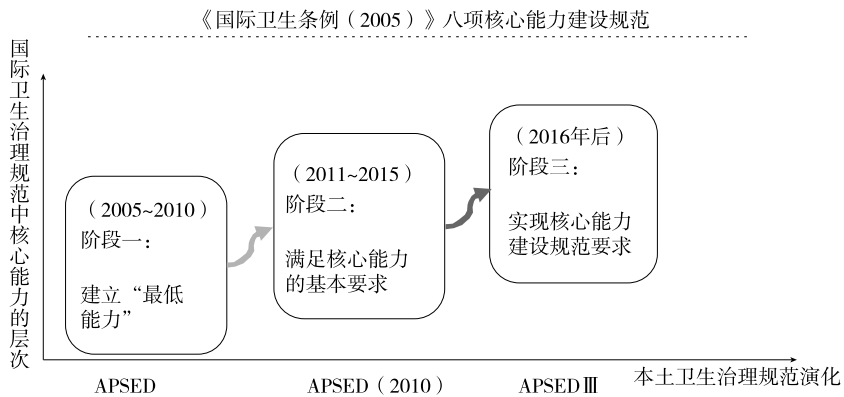 《国际卫生条例（2005）》八项核心能力建设规范
国际卫生治理规范中核心能力的层次
（2005~2010）
阶段一：
建立“最低
能力”
（2011~2015）
阶段二：
满足核心能力
的基本要求
（2016年后）
阶段三：
实现核心能力
建设规范要求
APSED
APSED（2010）
APSEDⅢ
本土卫生治理规范演化